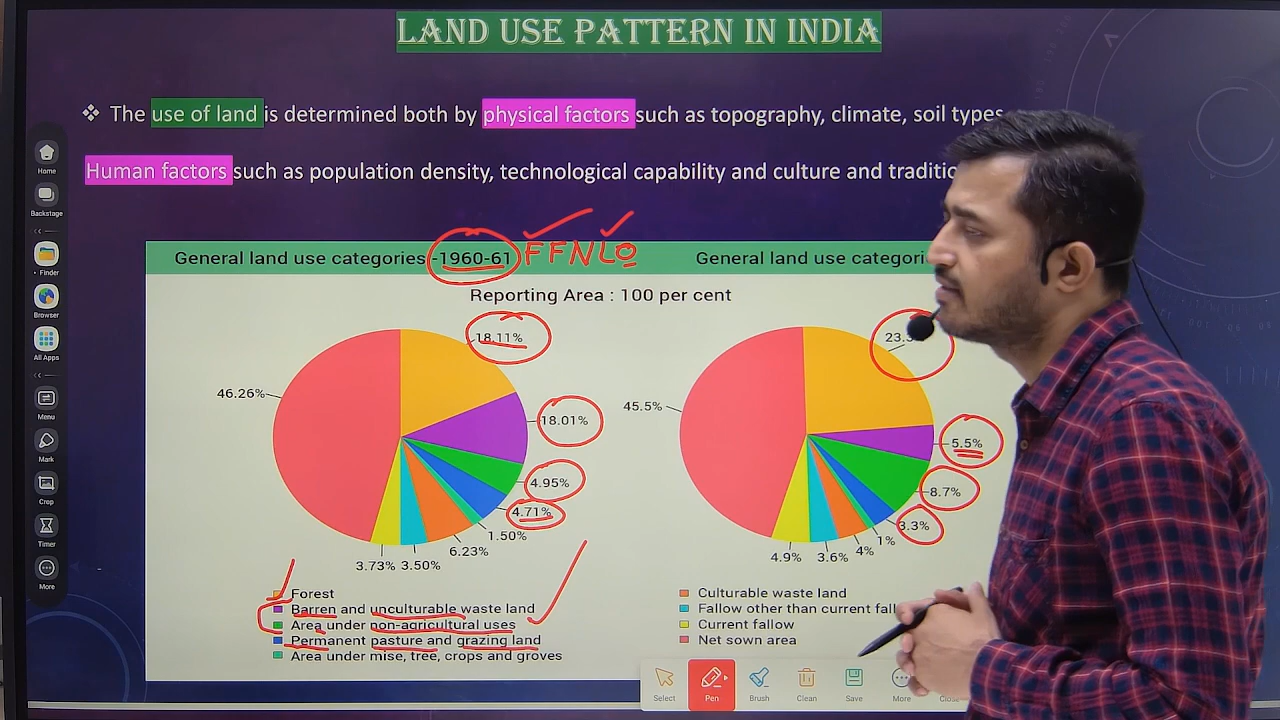 LAND USE PATTERN IN INDIA
❖ The use of land is determined both by physical factors such as topography, climate, soil types
Human factors such as population density, technological capability and culture and
General land use categories -1960-61 FFNLO
General land use
Reporting Area : 100 per cent
18.11%
46.26%
18.01%
4.95%
4.71%
1.50%
6.23%
3.73% 3.50%
45.5%
5.5%
8.7%
3.3%
1%
4%
4.9% 3.6%
Forest
Barren and unculturable waste land
Area under non-agricultural uses
Permanent pasture and grazing land
Area under mise, tree, crops and groves
Culturable waste land
Fallow other than current
Current fallow
Net sown area
Home
Backstage
Finder
Browser
All Apps
Menu
Mark
Crop
Timer
More
Select Pen Brush Clean Save More